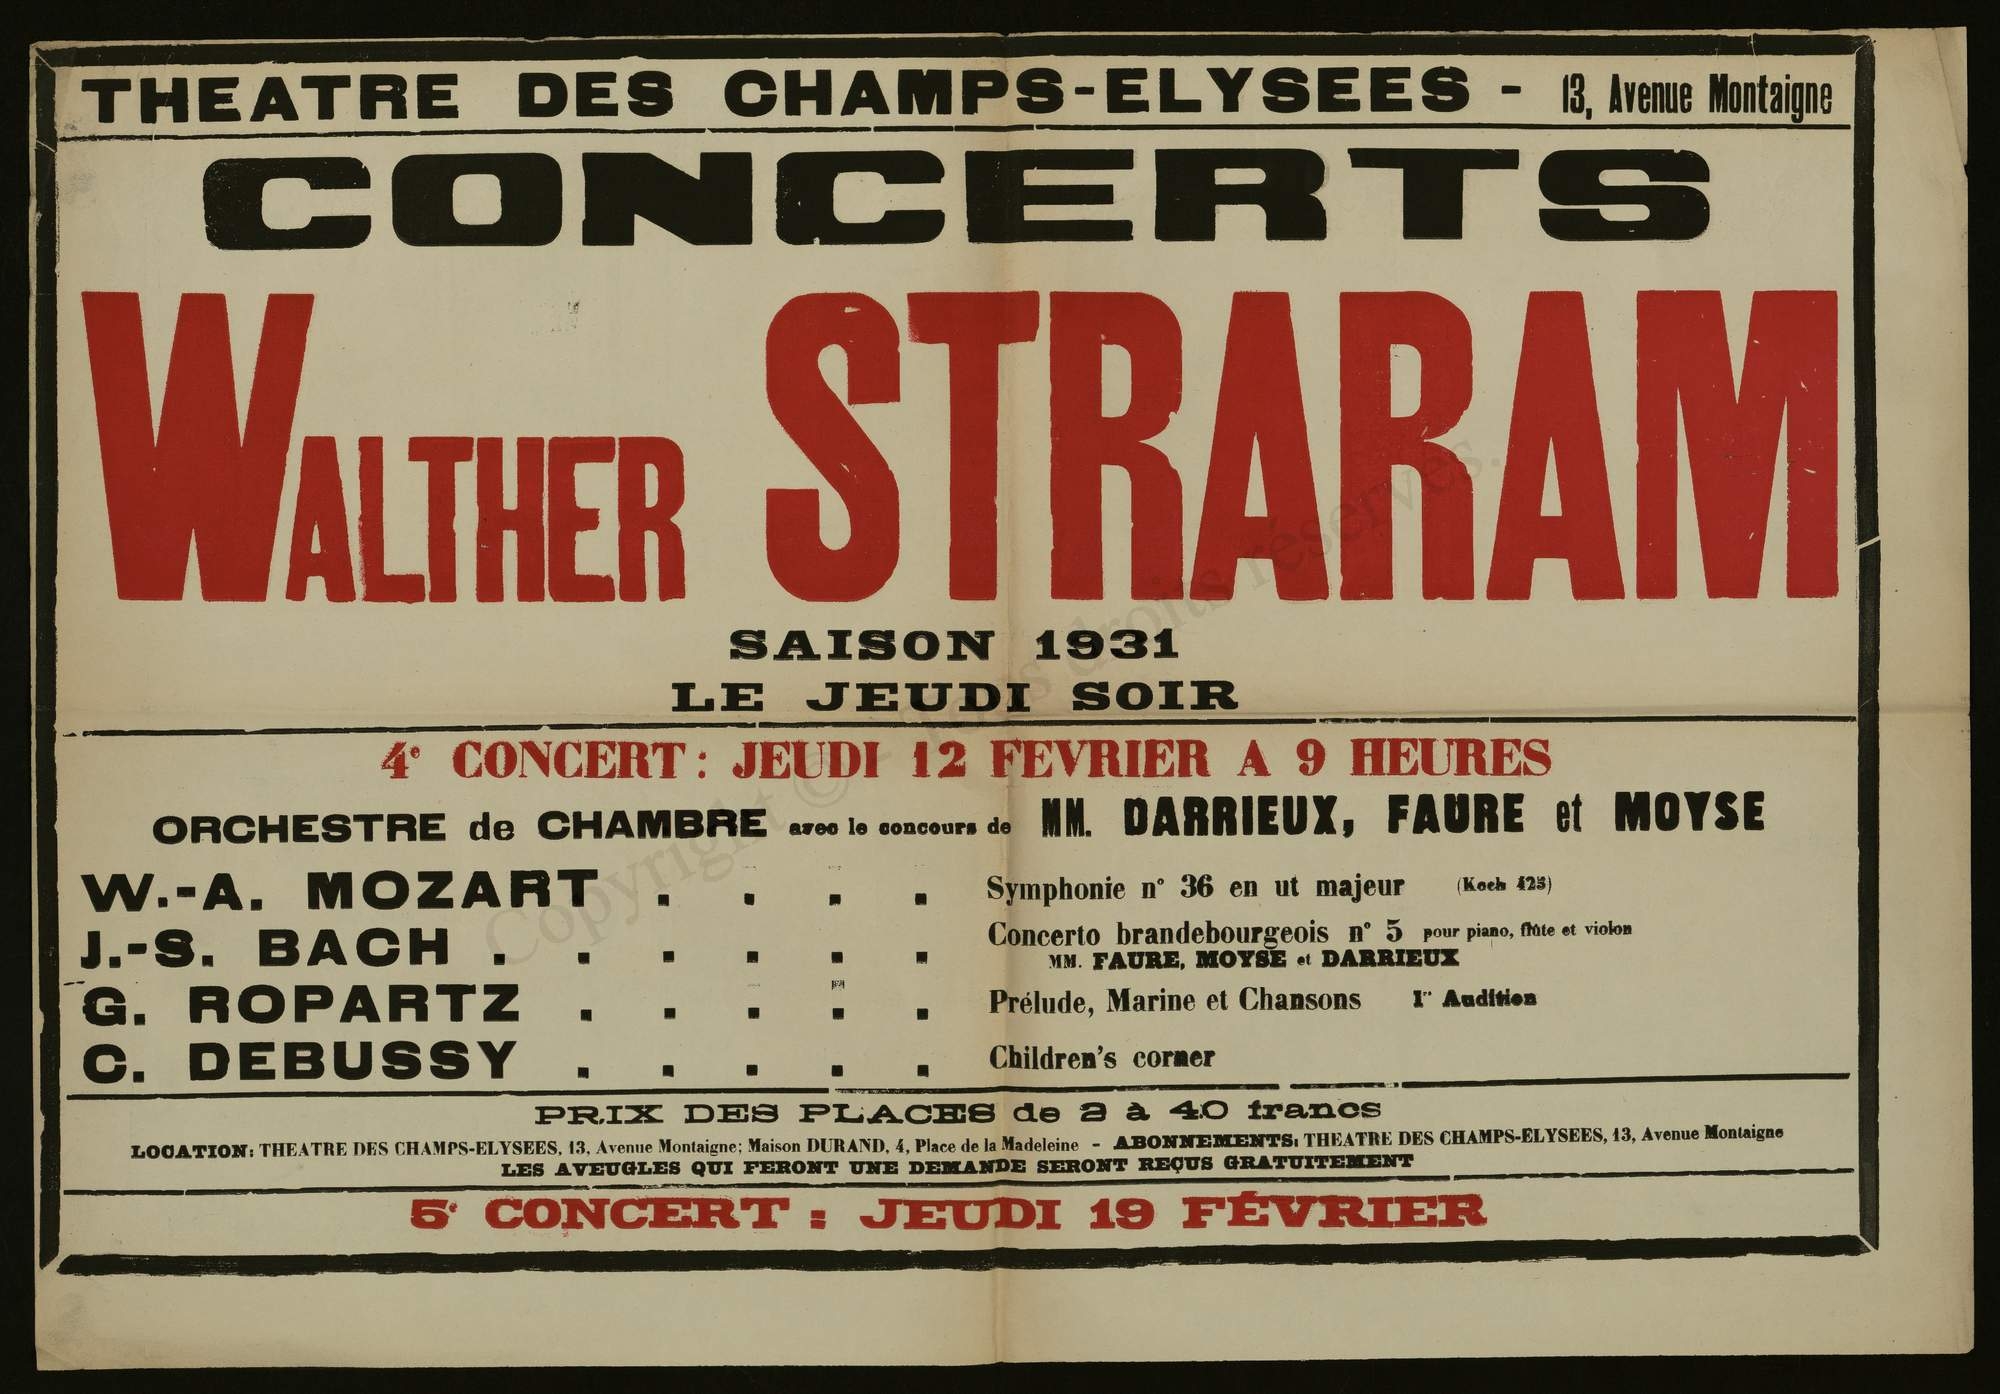 THEATRE DES CHAMPS-ELYSEES - 13, Avenue Montaigne
CONCERTS
WALTHER STRARAM
SAISON 1931
LE JEUDI SOIR
4e CONCERT : JEUDI 12 FEVRIER A 9 HEURES
ORCHESTRE de CHAMBRE avec le concours de MM. DARRIEUX, FAURE et MOYSE
W.-A. MOZART . . . . Symphonie n° 36 en ut majeur (Koch 425)
J.-S. BACH . . . . . . Concerto brandebourgeois n° 5 pour piano, flûte et violon
MM. FAURE, MOYSE et DARRIEUX
G. ROPARTZ . . . . . Prélude, Marine et Chansons 1re Audition
C. DEBUSSY . . . . . Children's corner
PRIX DES PLACES de 2 à 40 francs
LOCATION: THEATRE DES CHAMPS-ELYSEES, 13, Avenue Montaigne; Maison DURAND, 4, Place de la Madeleine - ABONNEMENTS: THEATRE DES CHAMPS-ELYSEES, 13, Avenue Montaigne
LES AVEUGLES QUI FERONT UNE DEMANDE SERONT REÇUS GRATUITEMENT
5e CONCERT : JEUDI 19 FÉVRIER
Copyright © - Tous droits réservés.